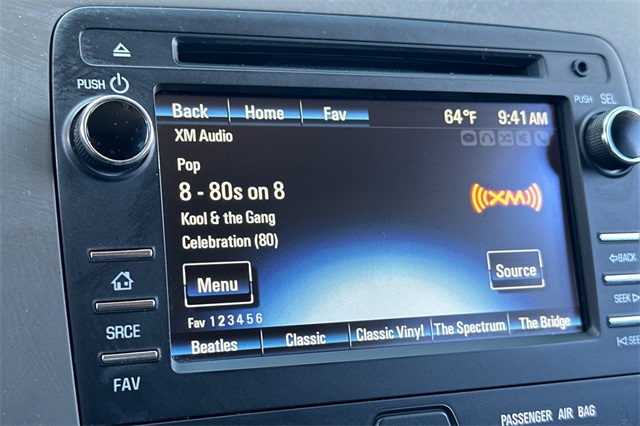 PUSH
PUSH SEL
Back Home Fav 64°F 9:41 AM
XM Audio
Pop
8 - 80s on 8
Kool & the Gang
Celebration (80)
((XM))
Menu
Source
Fav 1 2 3 4 5 6
Beatles Classic Classic Vinyl The Spectrum The Bridge
SRCE
FAV
BACK
SEEK
SEE
PASSENGER AIR BAG